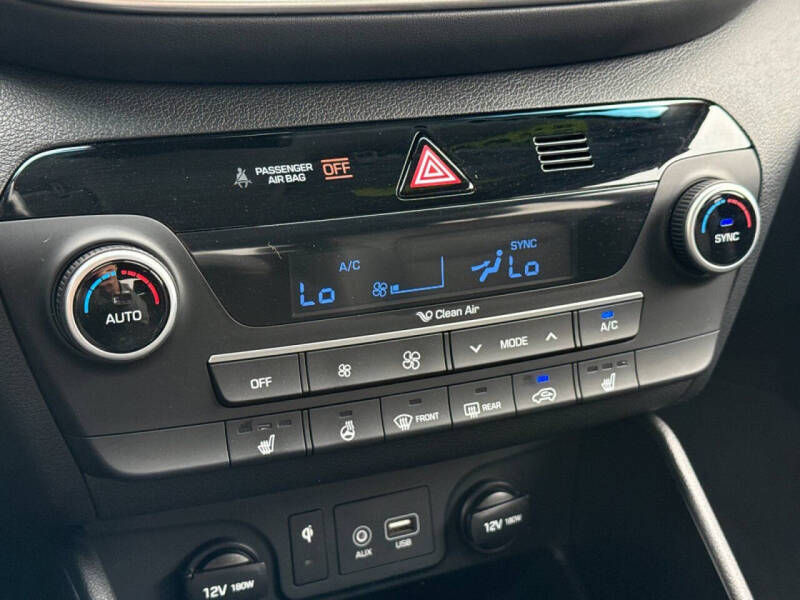 PASSENGER
AIR BAG
OFF
A/C
SYNC
Lo
Lo
AUTO
SYNC
Clean Air
OFF
MODE
A/C
FRONT
REAR
12V 180W
AUX
USB
12V 180W